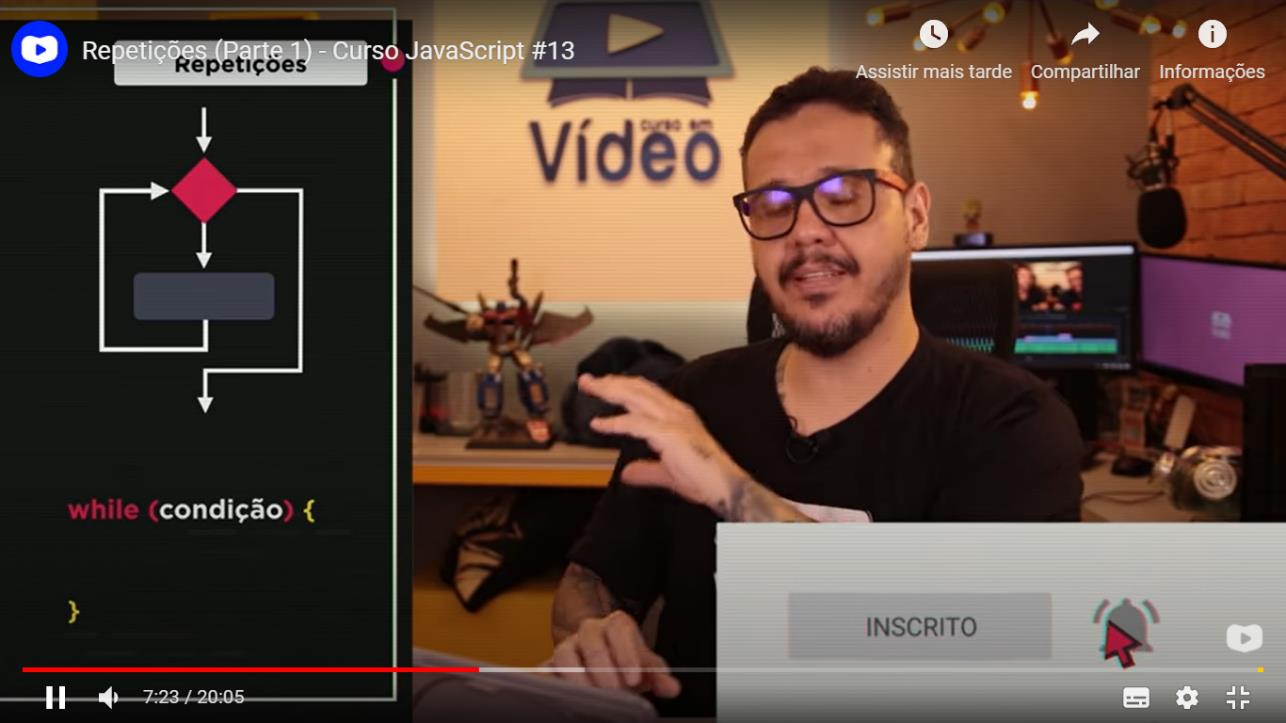 Repetições (Parte 1) - Curso JavaScript #13
Assistir mais tarde
Compartilhar
Informações
Repetições
curso em
Vídeo
while (condição) {
}
INSCRITO
7:23 / 20:05